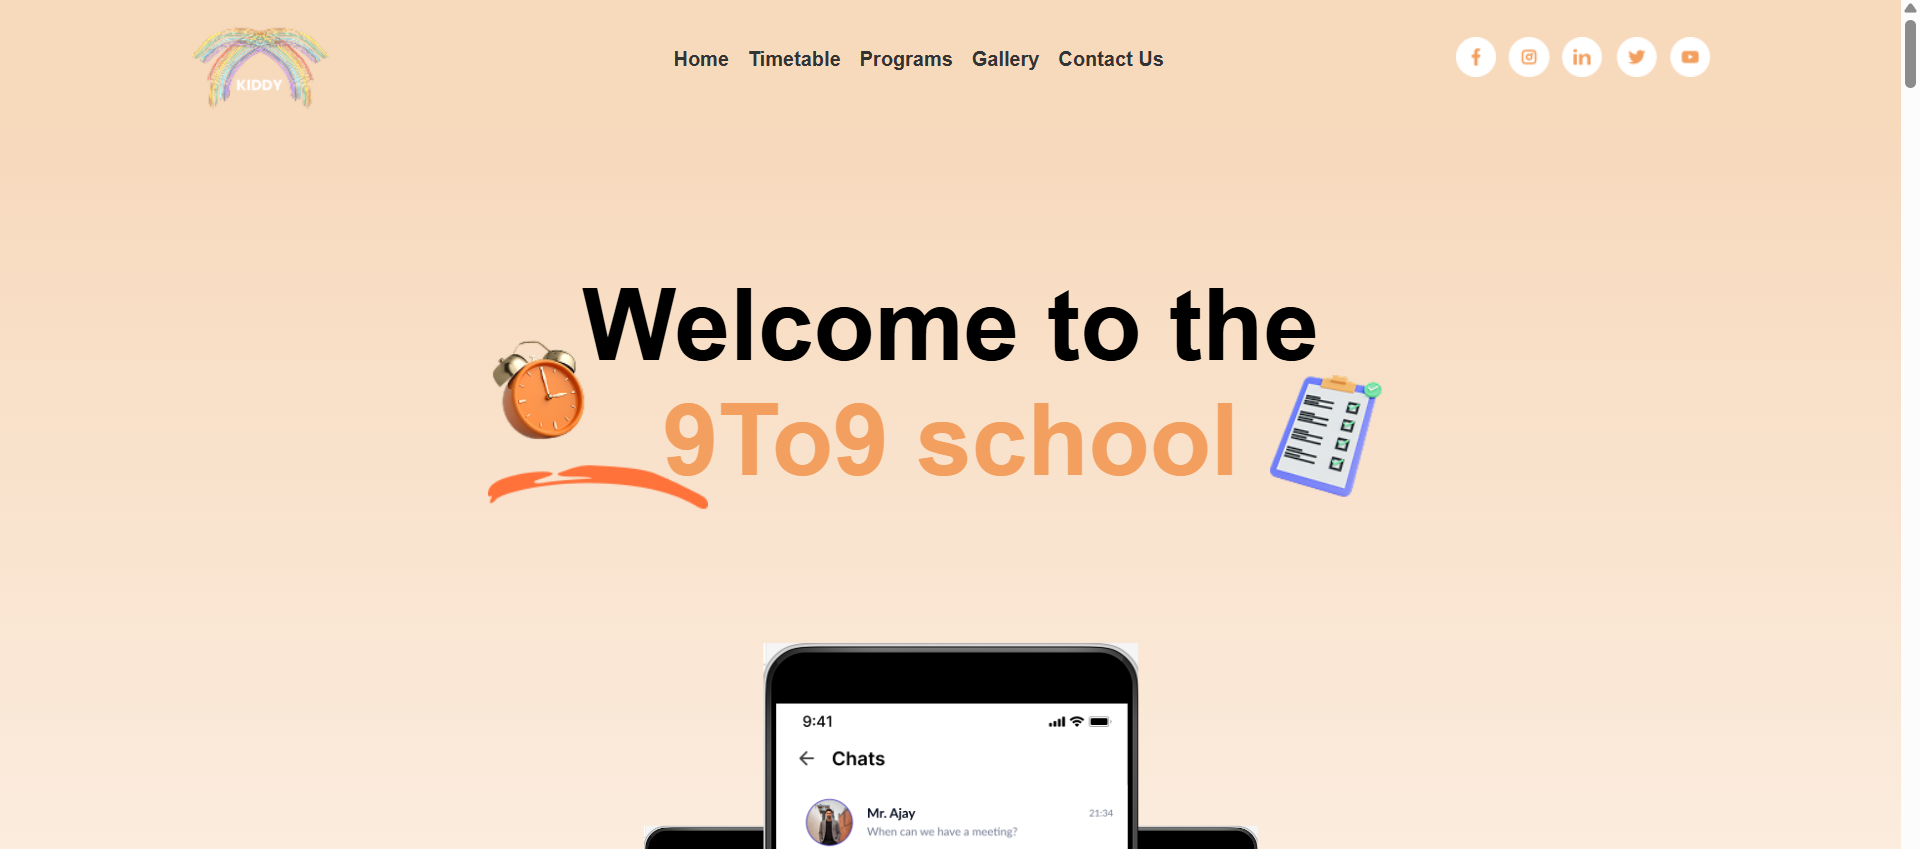 KIDDY
Home Timetable Programs Gallery Contact Us
Welcome to the
9To9 school
9:41
Chats
Mr. Ajay 21:34
When can we have a meeting?